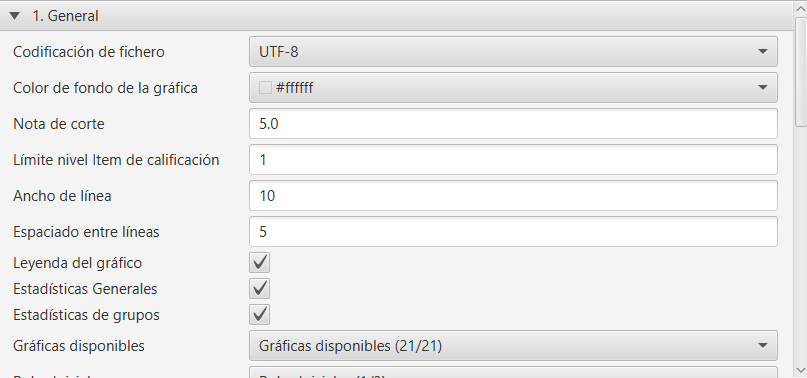 1. General
Codificación de fichero UTF-8
Color de fondo de la gráfica #ffffff
Nota de corte 5.0
Límite nivel Item de calificación 1
Ancho de línea 10
Espaciado entre líneas 5
Leyenda del gráfico
Estadísticas Generales
Estadísticas de grupos
Gráficas disponibles Gráficas disponibles (21/21)